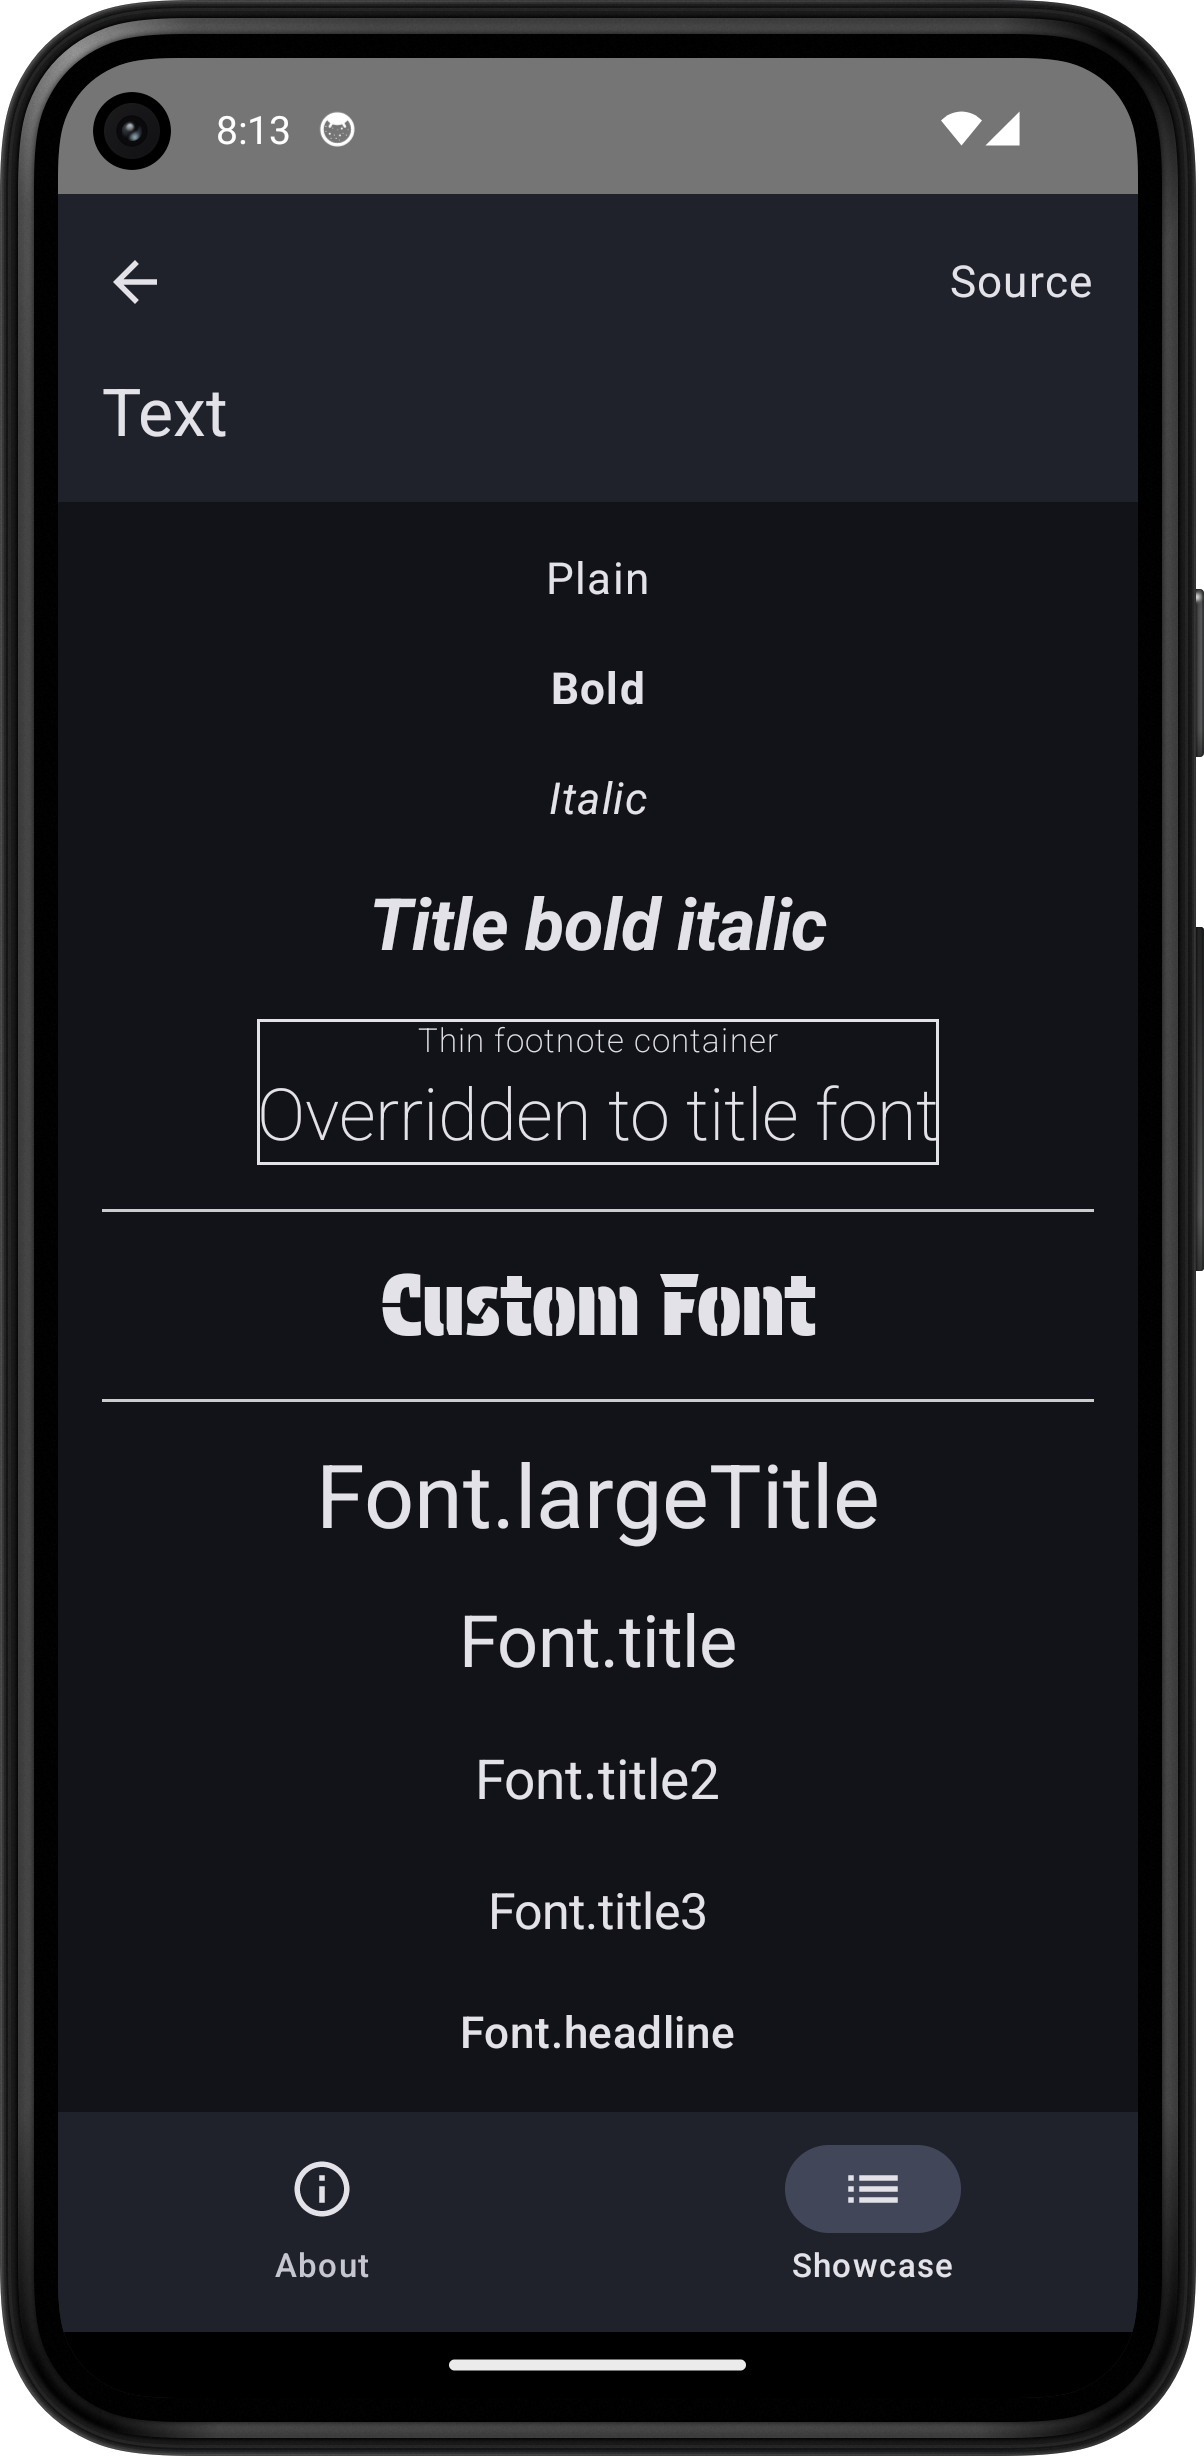 8:13
Source
Text
Plain
Bold
Italic
Title bold italic
Thin footnote container
Overridden to title font
Custom Font
Font.largeTitle
Font.title
Font.title2
Font.title3
Font.headline
About
Showcase